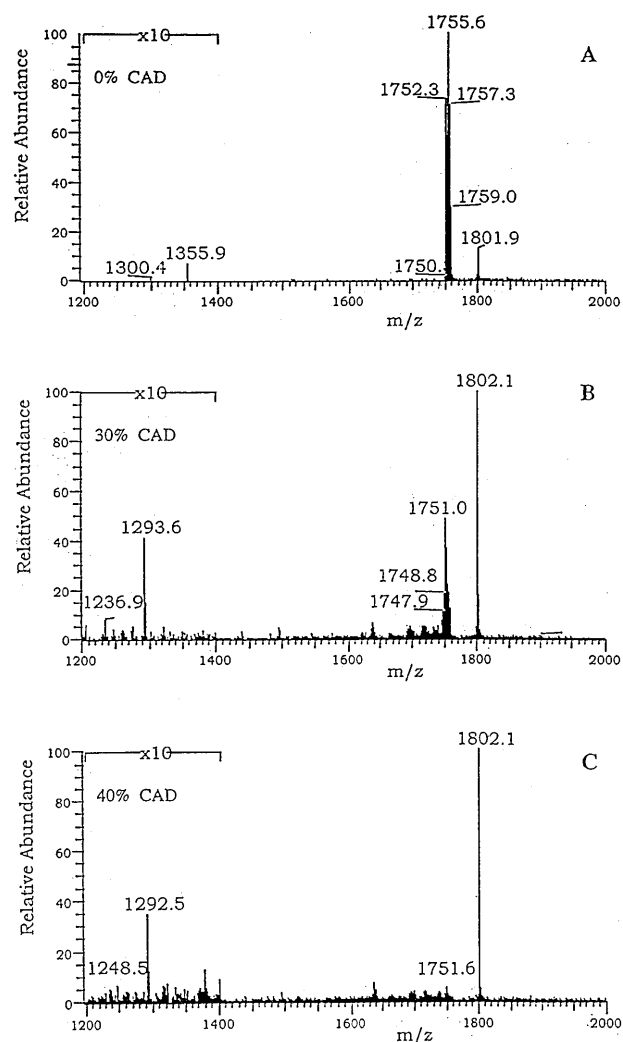 A
x10
0% CAD
Relative Abundance
100
80
60
40
20
0
1755.6
1752.3
1757.3
1759.0
1801.9
1750.
1355.9
1300.4
1200 1400 1600 1800 2000
m/z
B
x10
30% CAD
Relative Abundance
100
80
60
40
20
0
1802.1
1751.0
1748.8
1747.9
1293.6
1236.9
1200 1400 1600 1800 2000
m/z
C
x10
40% CAD
Relative Abundance
100
80
60
40
20
0
1802.1
1751.6
1292.5
1248.5
1200 1400 1600 1800 2000
m/z